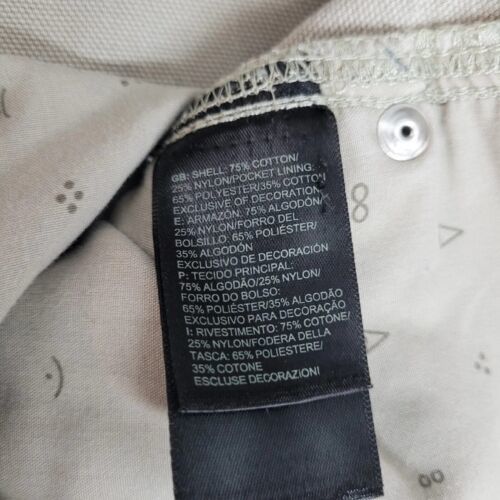 GB: SHELL: 75% COTTON/
25% NYLON/POCKET LINING:
65% POLYESTER/35% COTTON
EXCLUSIVE OF DECORATION
E: ARMAZÓN: 75% ALGODÓN/
25% NYLON/FORRO DEL
BOLSILLO: 65% POLIÉSTER/
35% ALGODÓN
EXCLUSIVO DE DECORACIÓN
P: TECIDO PRINCIPAL:
75% ALGODÃO/25% NYLON/
FORRO DO BOLSO:
65% POLIÉSTER/35% ALGODÃO
EXCLUSIVO PARA DECORAÇÃO
I: RIVESTIMENTO: 75% COTONE/
25% NYLON/FODERA DELLA
TASCA: 65% POLIESTERE/
35% COTONE
ESCLUSE DECORAZIONI
8